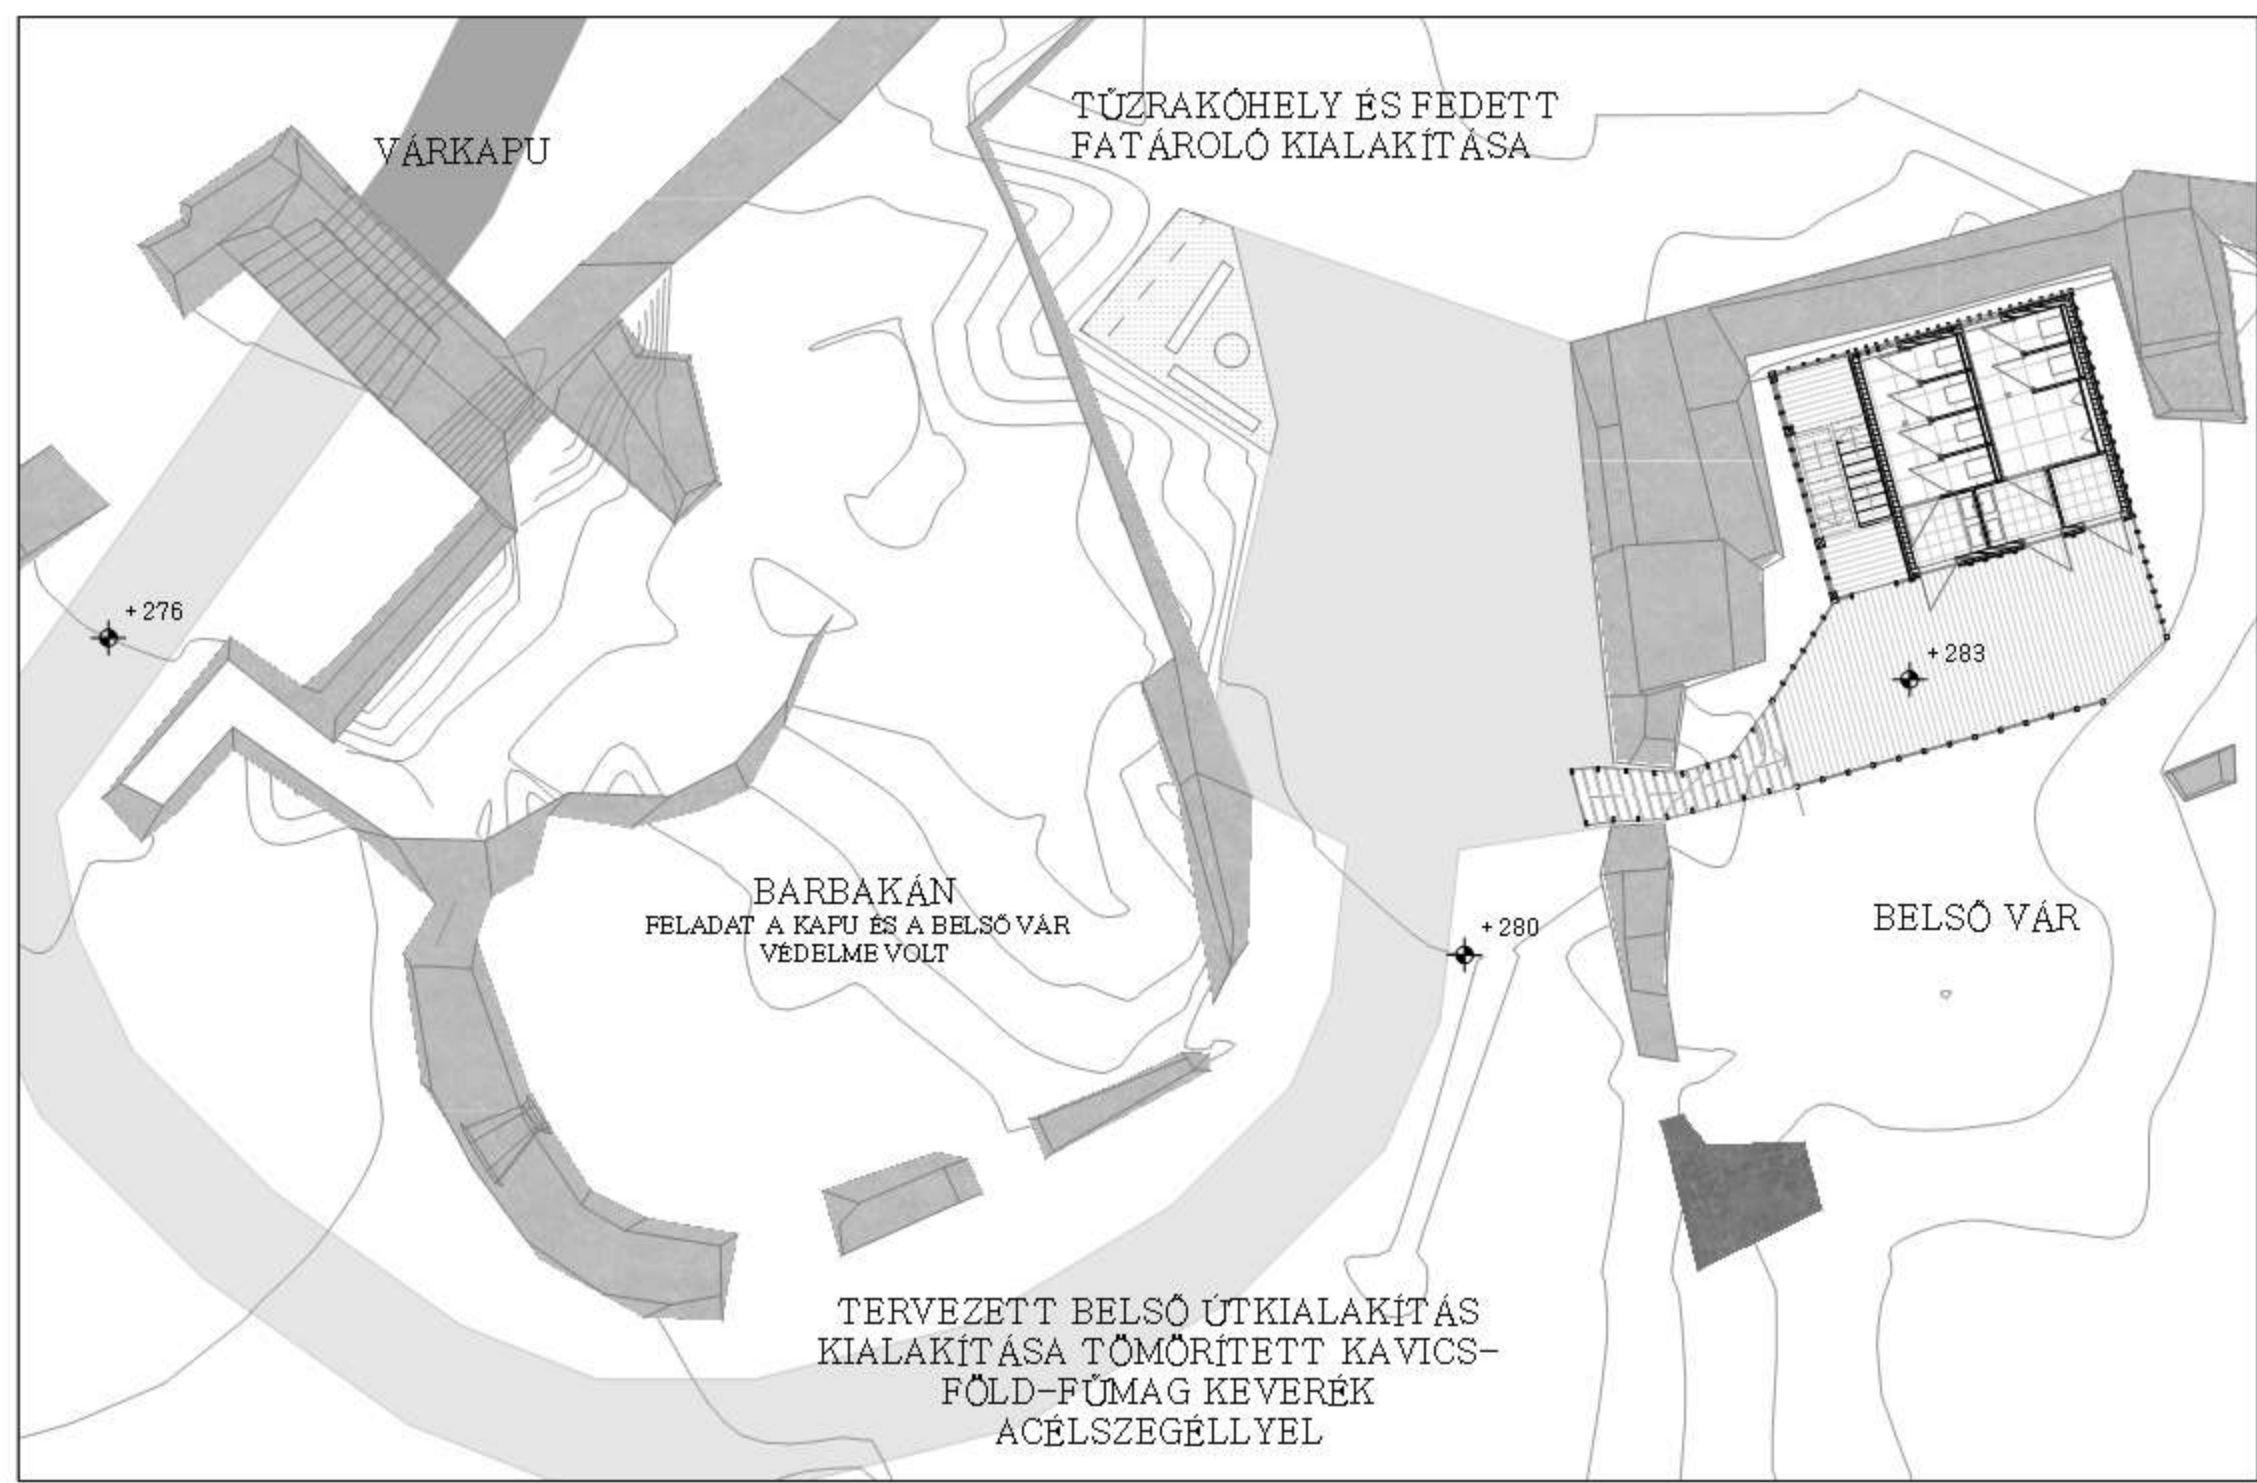 VÁRKAPU
TŰZRAKÓHELY ÉS FEDETT
FATÁROLÓ KIALAKÍTÁSA
+276
+283
BARBAKÁN
FELADAT A KAPU ÉS A BELSŐ VÁR
VÉDELME VOLT
+280
BELSŐ VÁR
TERVEZETT BELSŐ ÚTKIALAKÍTÁS
KIALAKÍTÁSA TÖMÖRÍTETT KAVICS-
FÖLD-FŰMAG KEVERÉK
ACÉLSZEGÉLLYEL